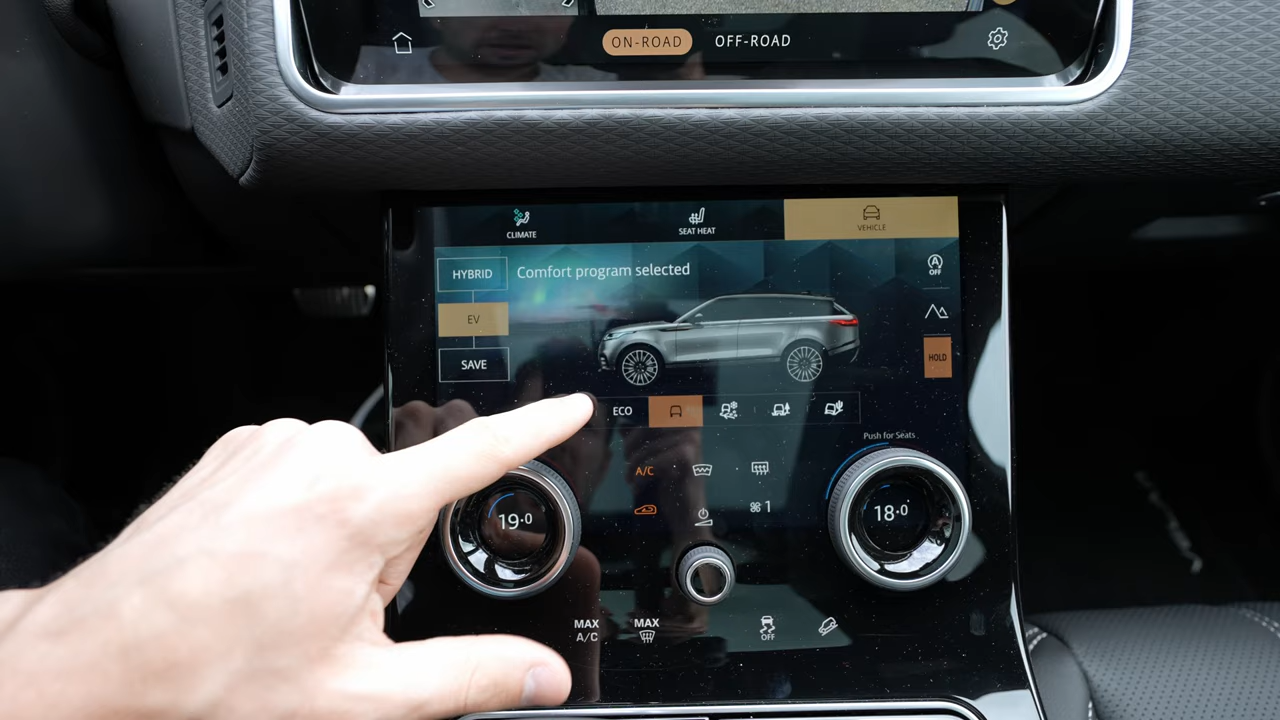 ON-ROAD OFF-ROAD
CLIMATE SEAT HEAT VEHICLE
HYBRID Comfort program selected
OFF
EV
SAVE
HOLD
ECO
Push for Seats
A/C
19.0 1 18.0
MAX A/C
MAX
OFF